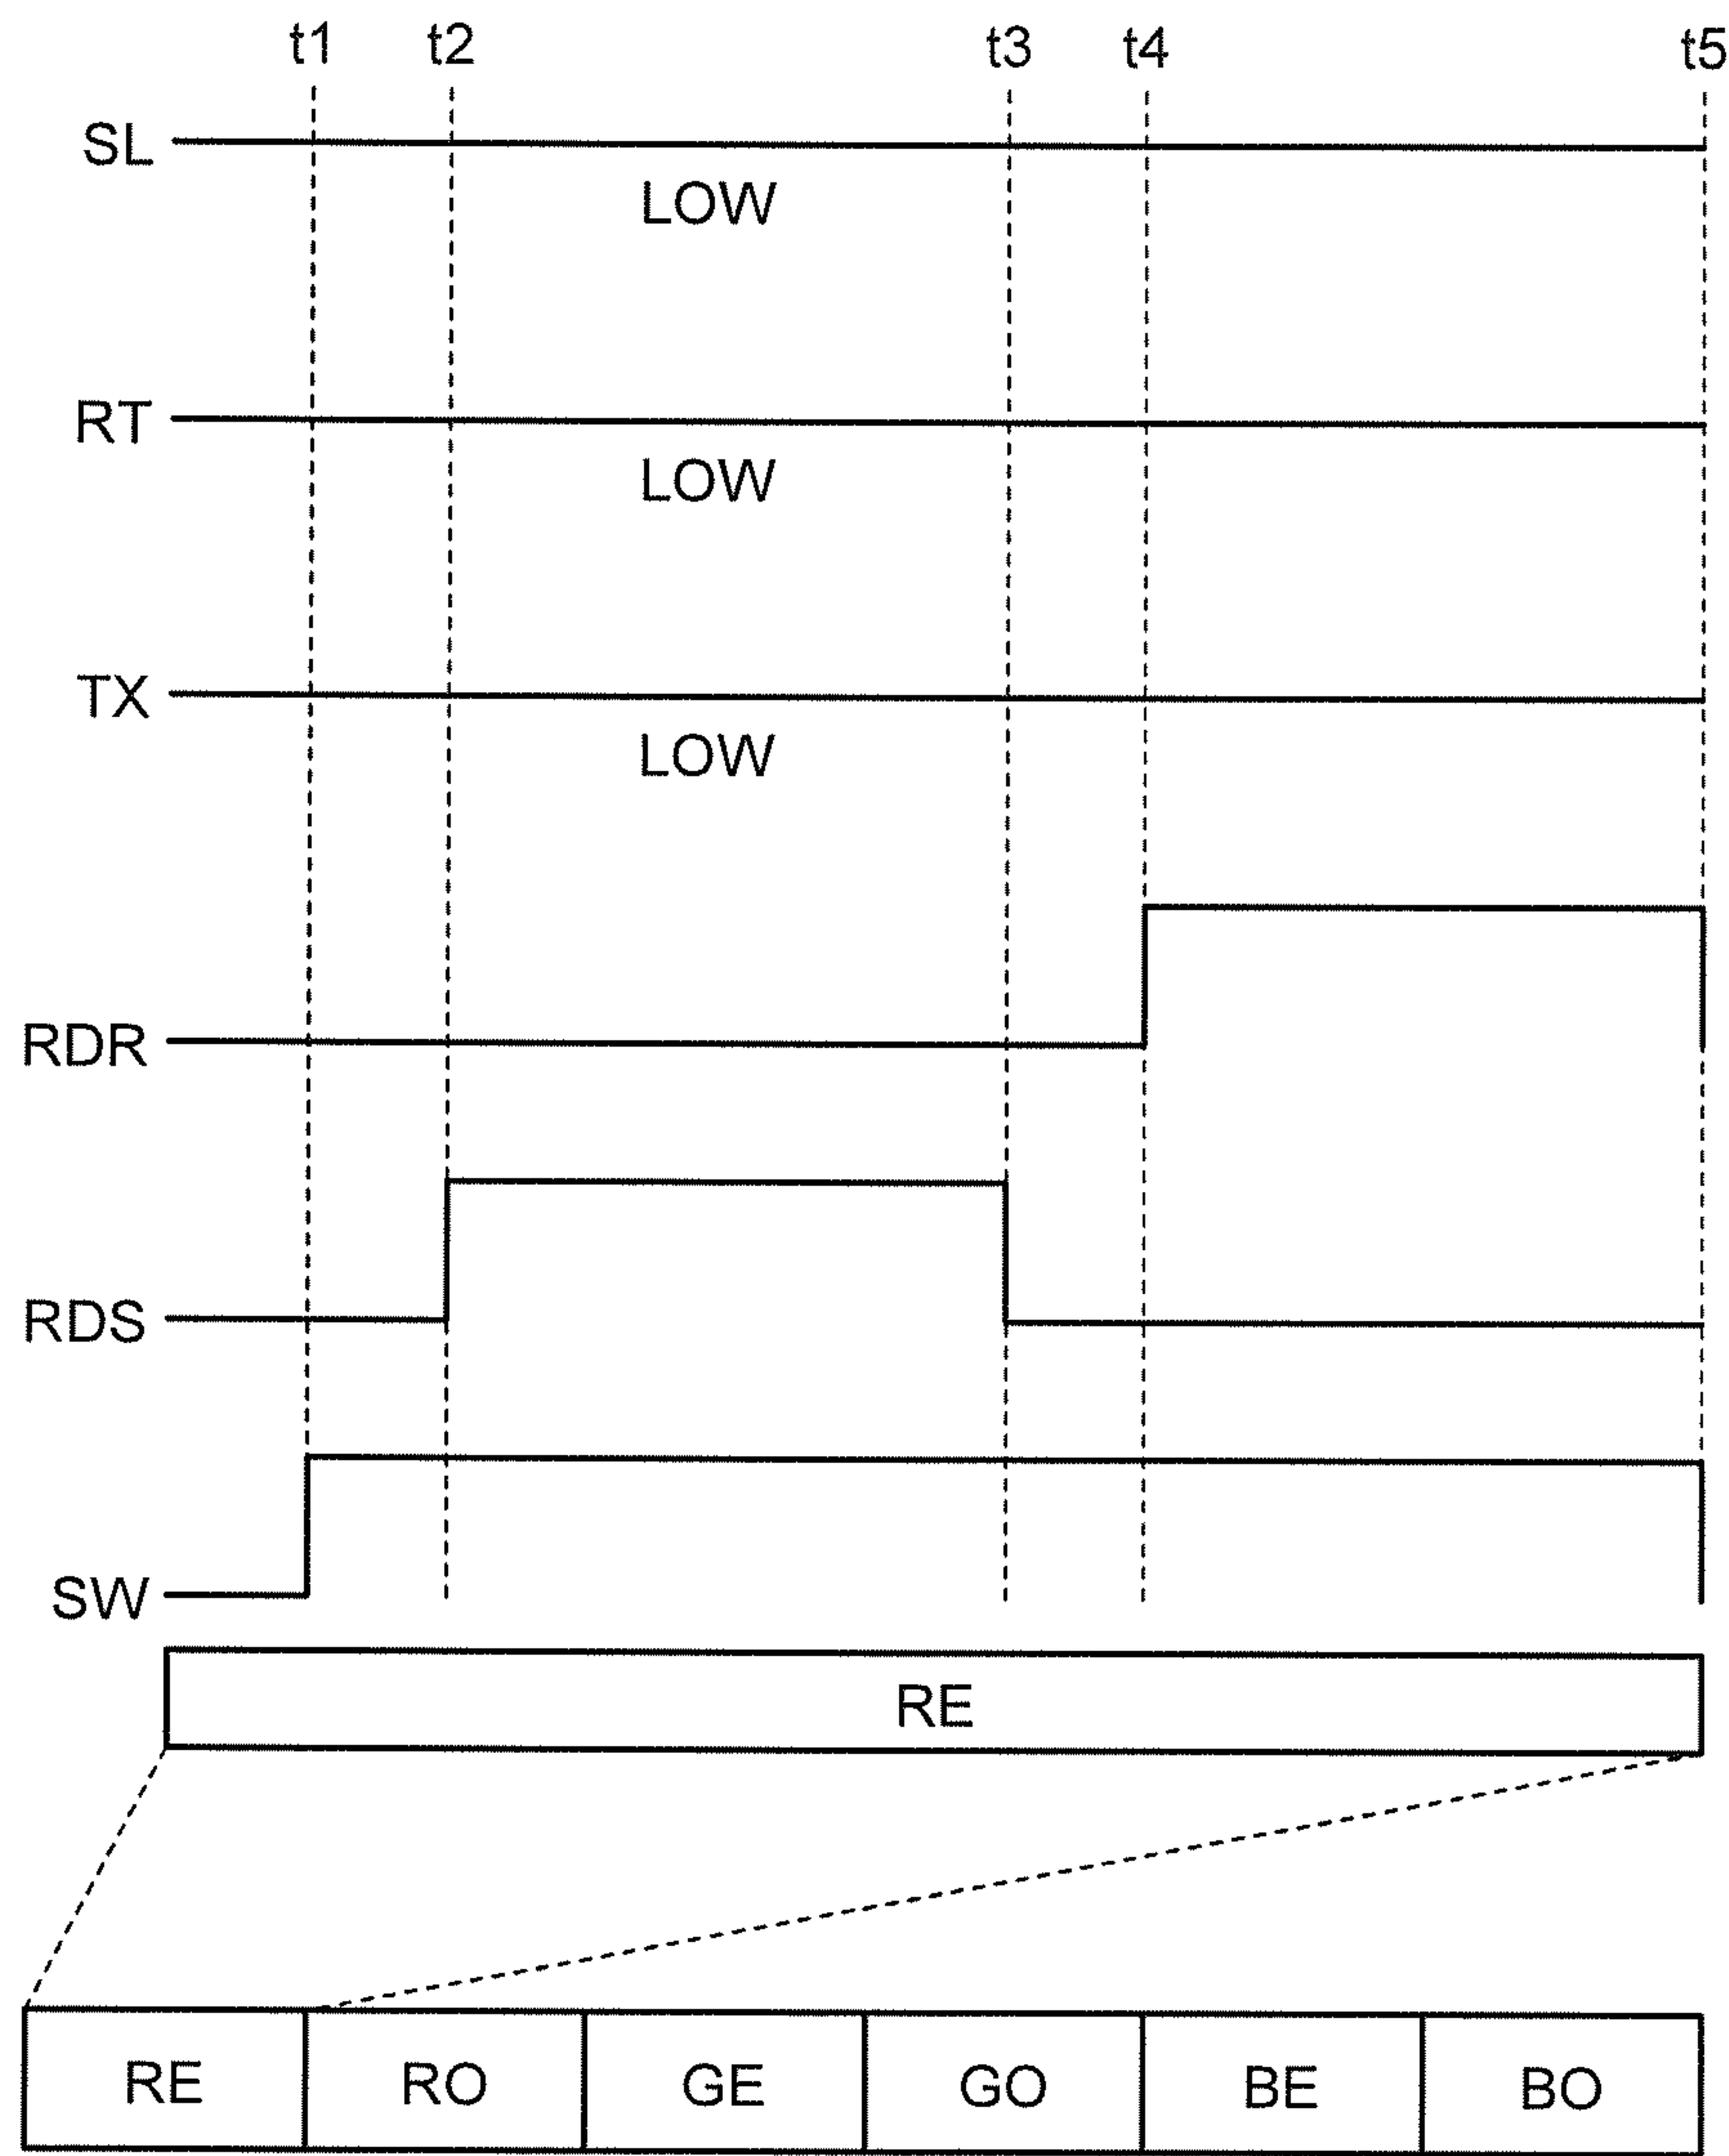 t1 t2 t3 t4 t5
SL
LOW
RT
LOW
TX
LOW
RDR
RDS
SW
RE
RE RO GE GO BE BO